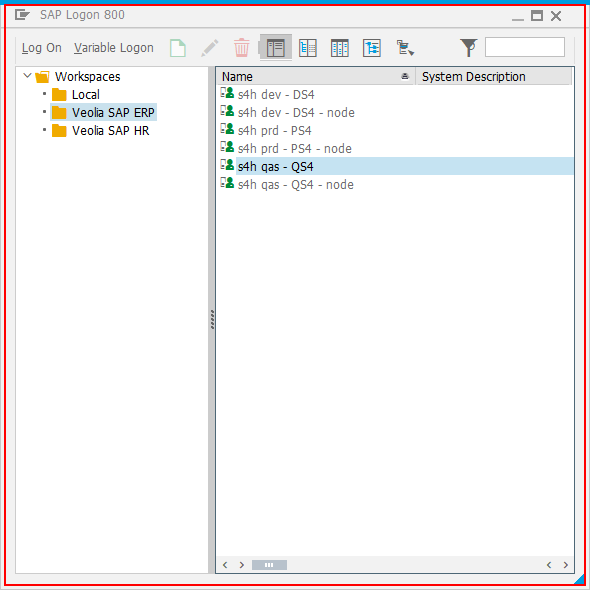 SAP Logon 800
Log On Variable Logon
Workspaces
Local
Veolia SAP ERP
Veolia SAP HR
Name System Description
s4h dev - DS4
s4h dev - DS4 - node
s4h prd - PS4
s4h prd - PS4 - node
s4h qas - QS4
s4h qas - QS4 - node